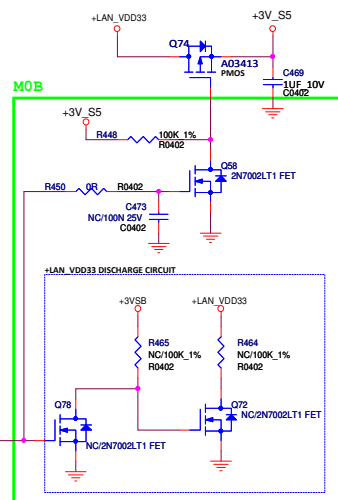 +LAN_VDD33
+3V_S5
Q74
A03413
PMOS
C469
1UF_10V
C0402
M0B
+3V_S5
R448
100K_1%
R0402
Q58
2N7002LT1 FET
R450
0R
R0402
C473
NC/100N 25V
C0402
+LAN_VDD33 DISCHARGE CIRCUIT
+3VSB
+LAN_VDD33
R465
NC/100K_1%
R0402
R464
NC/100K_1%
R0402
Q78
NC/2N7002LT1 FET
Q72
NC/2N7002LT1 FET